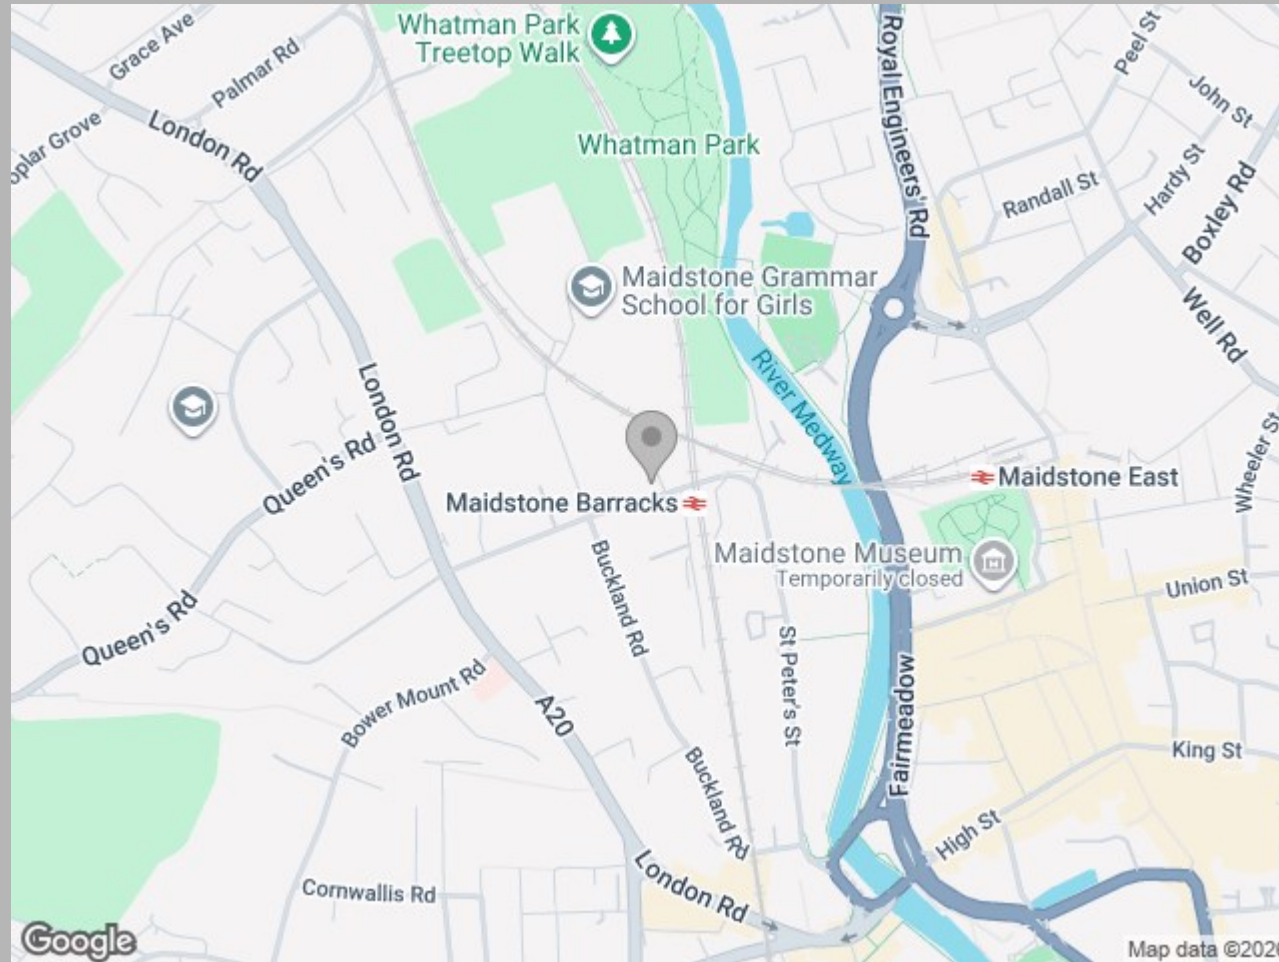 Whatman Park
Treetop Walk
Grace Ave
Palmar Rd
oplar Grove
London Rd
Whatman Park
Royal Engineers' Rd
Peel St
John St
Hardy St
Randall St
Boxley Rd
Well Rd
Maidstone Grammar
School for Girls
River Medway
London Rd
Queen's Rd
Maidstone Barracks
Maidstone East
Wheeler St
Maidstone Museum
Temporarily closed
Union St
Buckland Rd
Queen's Rd
St Peter's St
Bower Mount Rd
A20
Fairmeadow
King St
Buckland Rd
High St
London Rd
Cornwallis Rd
Google
Map data ©2026